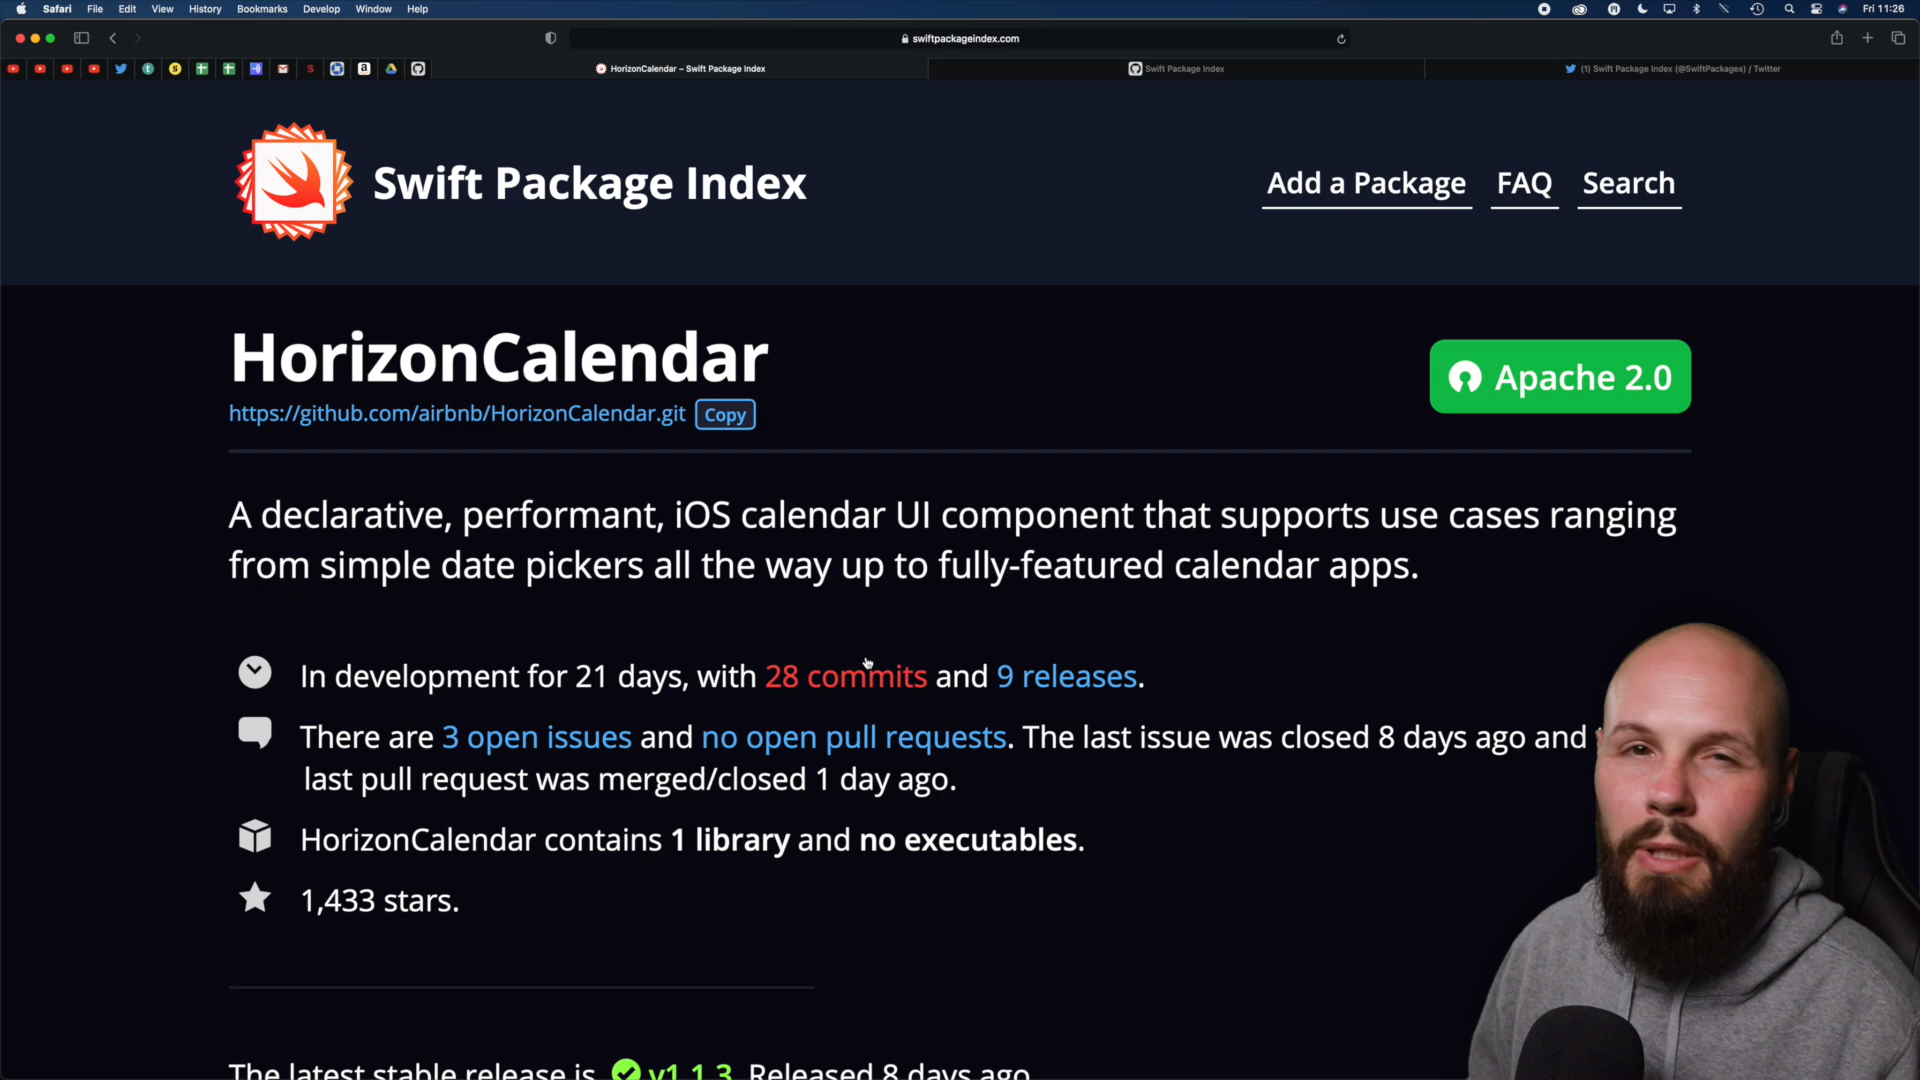 Safari File Edit View History Bookmarks Develop Window Help Fri 11:26
swiftpackageindex.com
HorizonCalendar – Swift Package Index
Swift Package Index
(1) Swift Package Index (@SwiftPackages) / Twitter
Swift Package Index
Add a Package FAQ Search
HorizonCalendar
Apache 2.0
https://github.com/airbnb/HorizonCalendar.git Copy
A declarative, performant, iOS calendar UI component that supports use cases ranging
from simple date pickers all the way up to fully-featured calendar apps.
In development for 21 days, with 28 commits and 9 releases.
There are 3 open issues and no open pull requests. The last issue was closed 8 days ago and
last pull request was merged/closed 1 day ago.
HorizonCalendar contains 1 library and no executables.
1,433 stars.
The latest stable release is v1.1.3. Released 8 days ago.